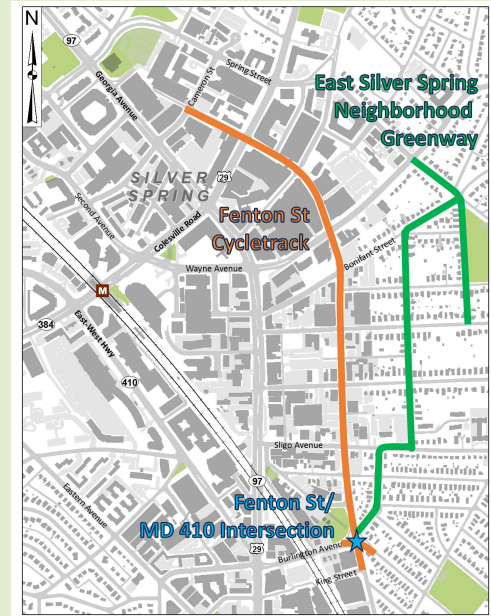 N
97
Georgia Avenue
Cameron St
Spring Street
East Silver Spring
Neighborhood
Greenway
SILVER
SPRING
29
Second Avenue
Colesville Road
Fenton St
Cycletrack
Bonifant Street
Wayne Avenue
M
384
East-West Hwy
410
Sligo Avenue
97
Eastern Avenue
Fenton St/
MD 410 Intersection
29
Burlington Avenue
King Street